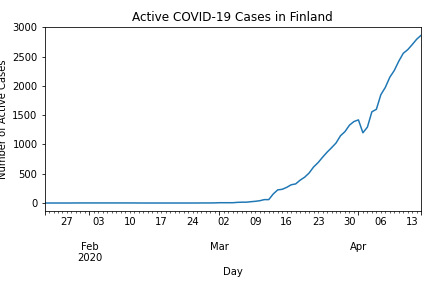 Active COVID-19 Cases in Finland
Number of Active Cases
3000
2500
2000
1500
1000
500
0
27 03 10 17 24 02 09 16 23 30 06 13
Feb Mar Apr
2020
Day